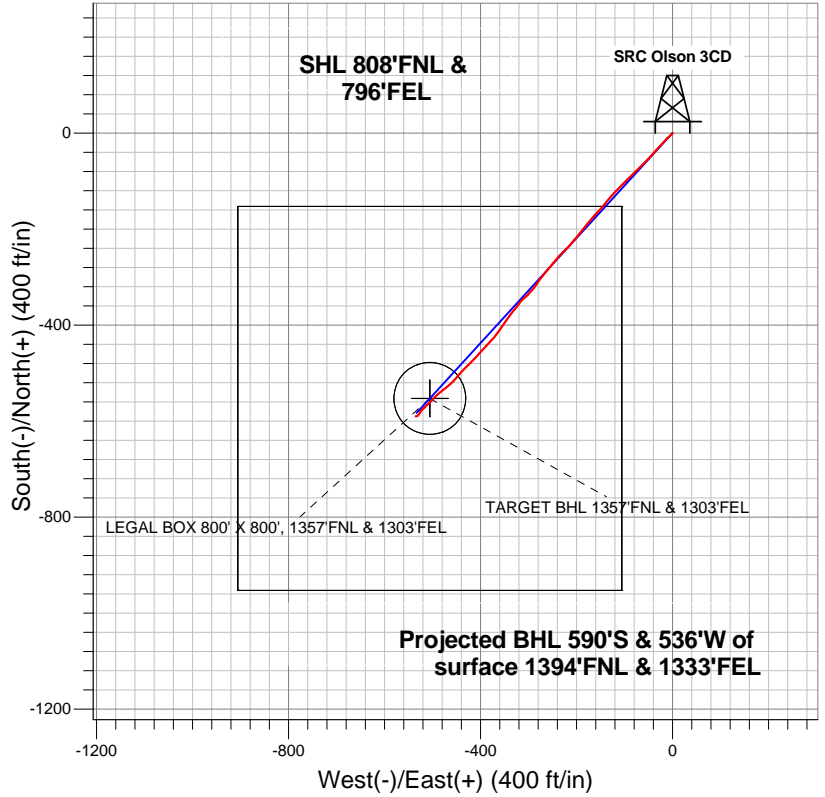 SHL 808'FNL &
796'FEL
SRC Olson 3CD
0
-400
-800
-1200
South(-)/North(+) (400 ft/in)
LEGAL BOX 800' X 800', 1357'FNL & 1303'FEL
TARGET BHL 1357'FNL & 1303'FEL
Projected BHL 590'S & 536'W of
surface 1394'FNL & 1333'FEL
-1200
-800
-400
0
West(-)/East(+) (400 ft/in)